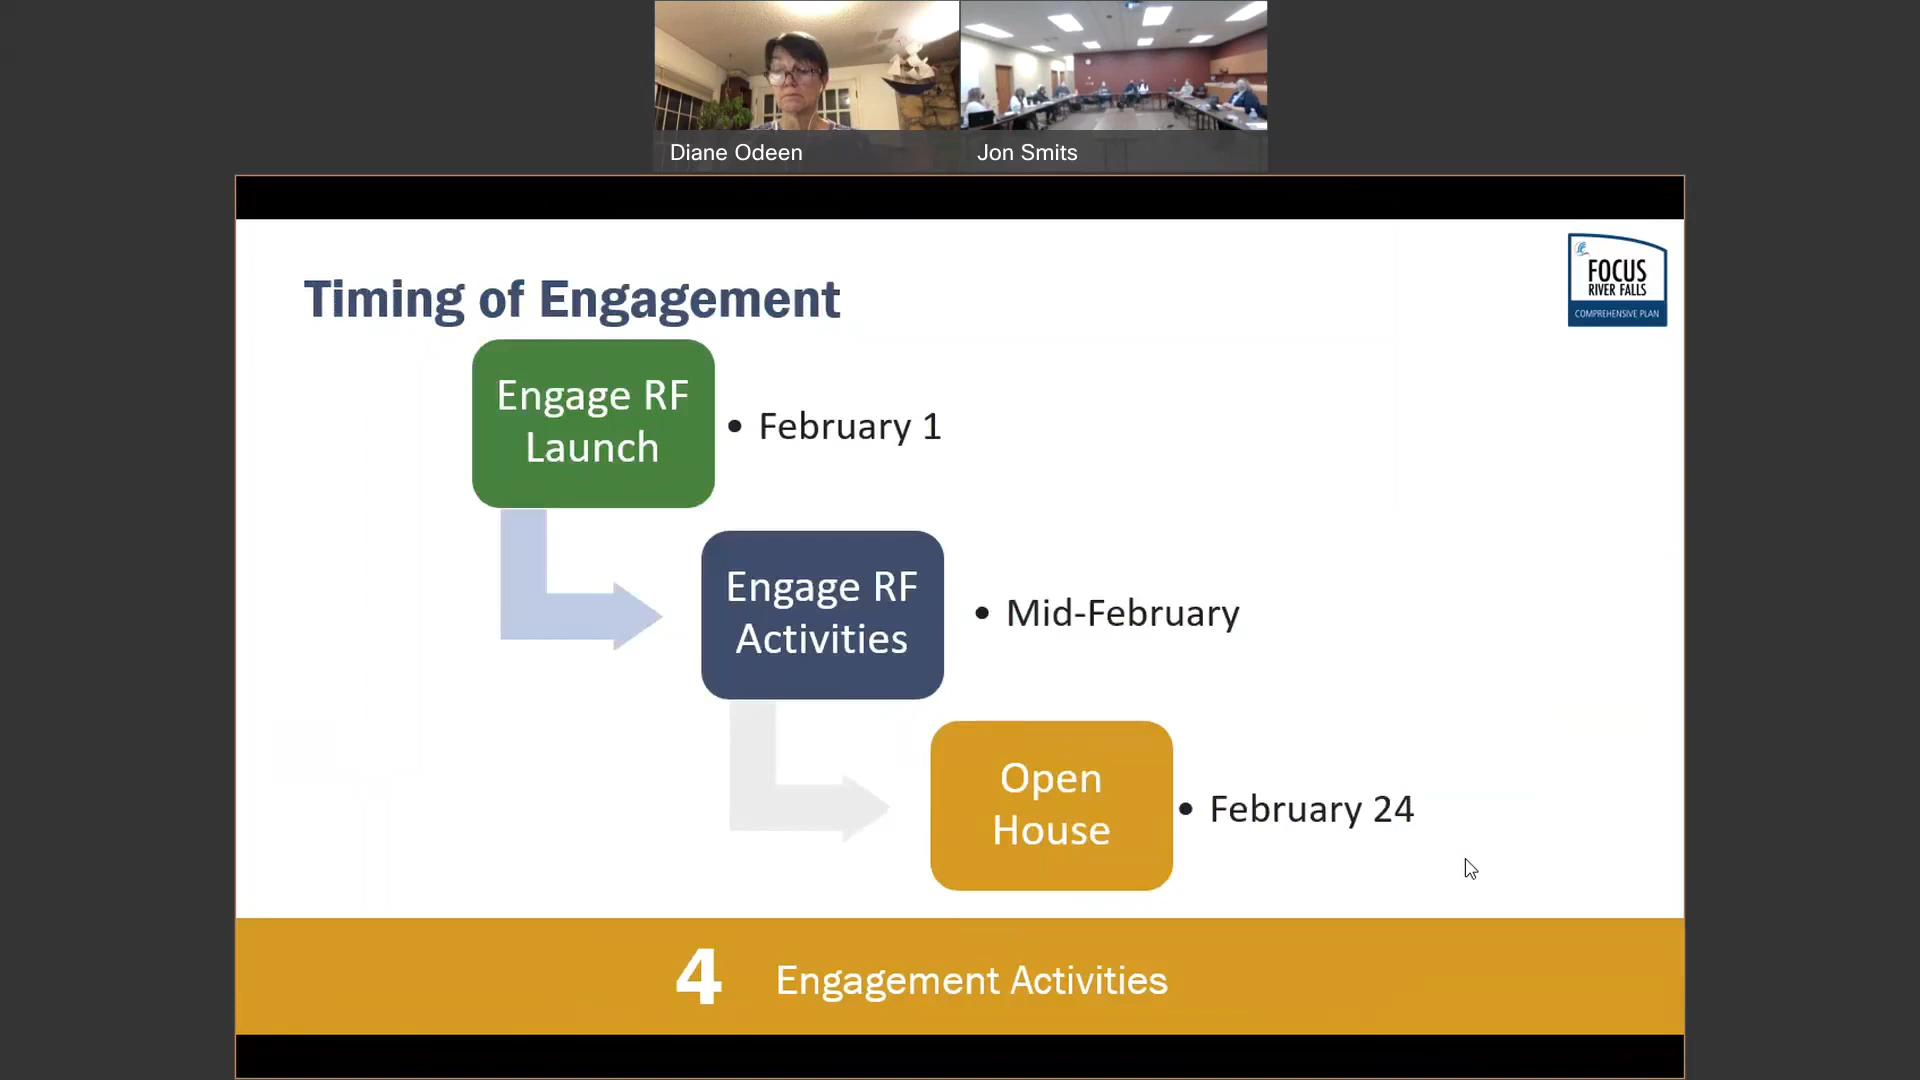 Diane Odeen
Jon Smits
FOCUS
RIVER FALLS
COMPREHENSIVE PLAN
Timing of Engagement
Engage RF
Launch
• February 1
Engage RF
Activities
• Mid-February
Open
House
• February 24
4 Engagement Activities